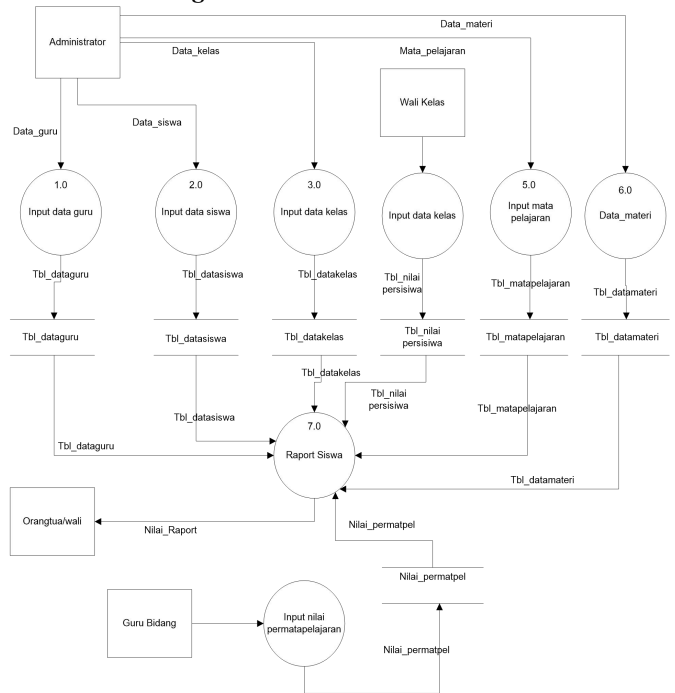 Data_materi
Administrator
Data_kelas
Mata_pelajaran
Wali Kelas
Data_siswa
Data_guru
1.0
Input data guru
2.0
Input data siswa
3.0
Input data kelas
Input data kelas
5.0
Input mata
pelajaran
6.0
Data_materi
Tbl_dataguru
Tbl_datasiswa
Tbl_datakelas
Tbl_nilai
persisiwa
Tbl_matapelajaran
Tbl_datamateri
Tbl_dataguru
Tbl_datasiswa
Tbl_datakelas
Tbl_nilai
persisiwa
Tbl_matapelajaran
Tbl_datamateri
Tbl_datakelas
Tbl_nilai
persisiwa
Tbl_datasiswa
Tbl_matapelajaran
7.0
Raport Siswa
Tbl_dataguru
Tbl_datamateri
Orangtua/wali
Nilai_Raport
Nilai_permatpel
Nilai_permatpel
Guru Bidang
Input nilai
permatapelajaran
Nilai_permatpel